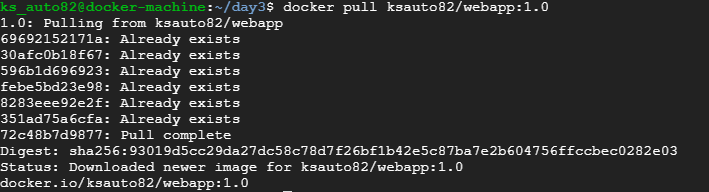 ks_auto82@docker-machine:~/day3$ docker pull ksauto82/webapp:1.0
1.0: Pulling from ksauto82/webapp
69692152171a: Already exists
30afc0b18f67: Already exists
596b1d696923: Already exists
febe5bd23e98: Already exists
8283eee92e2f: Already exists
351ad75a6cfa: Already exists
72c48b7d9877: Pull complete
Digest: sha256:93019d5cc29da27dc58c78d7f26bf1b42e5c87ba7e2b604756ffccbec0282e03
Status: Downloaded newer image for ksauto82/webapp:1.0
docker.io/ksauto82/webapp:1.0